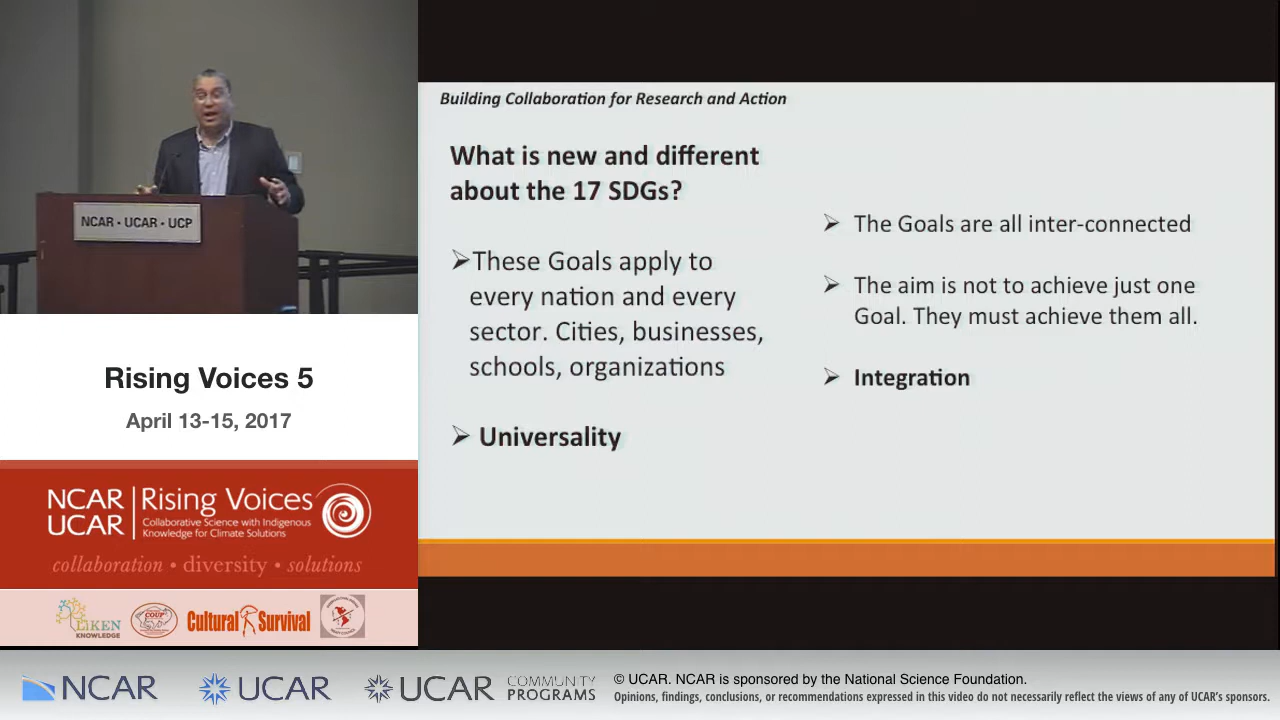 NCAR • UCAR • UCP
Rising Voices 5
April 13-15, 2017
NCAR
UCAR
Rising Voices
Collaborative Science with Indigenous
Knowledge for Climate Solutions
collaboration • diversity • solutions
LIKEN
KNOWLEDGE
COUP
Cultural Survival
Building Collaboration for Research and Action
What is new and different
about the 17 SDGs?
➢These Goals apply to
every nation and every
sector. Cities, businesses,
schools, organizations
➢ Universality
➢ The Goals are all inter-connected
➢ The aim is not to achieve just one
Goal. They must achieve them all.
➢ Integration
NCAR
UCAR
UCAR
COMMUNITY
PROGRAMS
© UCAR. NCAR is sponsored by the National Science Foundation.
Opinions, findings, conclusions, or recommendations expressed in this video do not necessarily reflect the views of any of UCAR's sponsors.